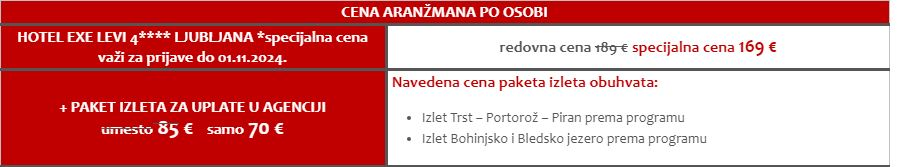 CENA ARANŽMANA PO OSOBI
HOTEL EXE LEVI 4**** LJUBLJANA *specijalna cena
važi za prijave do 01.11.2024.
redovna cena 189 € specijalna cena 169 €
+ PAKET IZLETA ZA UPLATE U AGENCIJI
umesto 85 € samo 70 €
Navedena cena paketa izleta obuhvata:
• Izlet Trst – Portorož – Piran prema programu
• Izlet Bohinjsko i Bledsko jezero prema programu